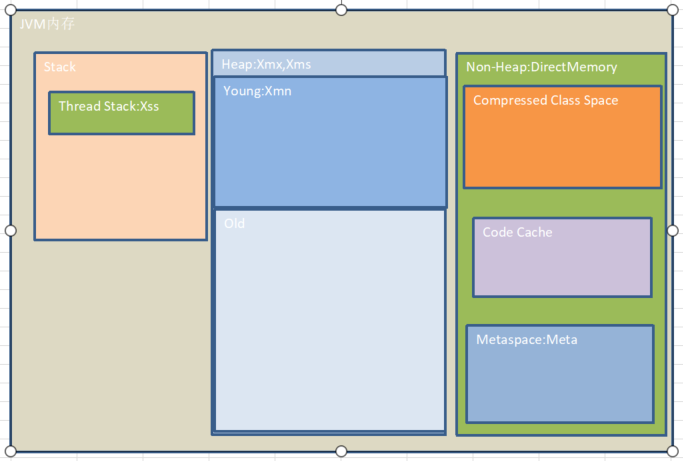 JVM内存
Stack
Thread Stack:Xss
Heap:Xmx,Xms
Young:Xmn
Old
Non-Heap:DirectMemory
Compressed Class Space
Code Cache
Metaspace:Meta